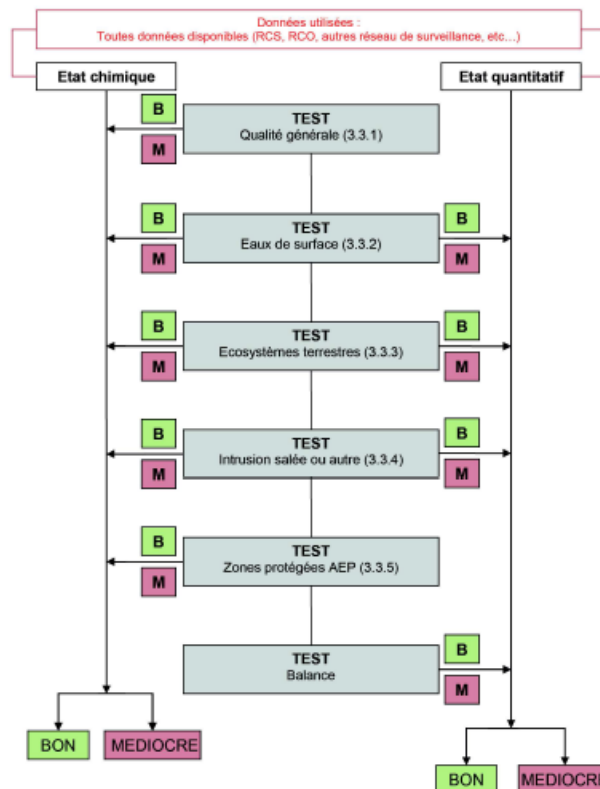 Données utilisées :
Toutes données disponibles (RCS, RCO, autres réseau de surveillance, etc…)
Etat chimique
Etat quantitatif
B
TEST
Qualité générale (3.3.1)
M
B
TEST
B
Eaux de surface (3.3.2)
M
M
B
TEST
B
Ecosystèmes terrestres (3.3.3)
M
M
B
TEST
B
Intrusion salée ou autre (3.3.4)
M
M
B
TEST
Zones protégées AEP (3.3.5)
M
TEST
B
Balance
M
BON
MEDIOCRE
BON
MEDIOCRE